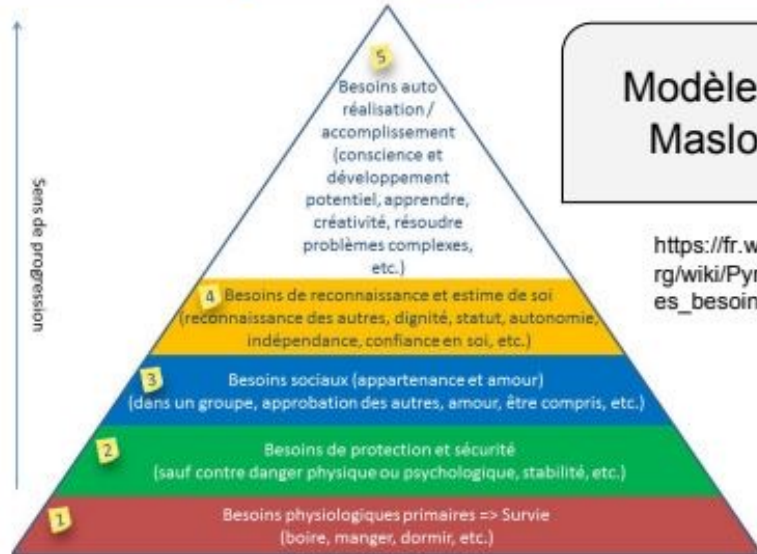 5
Besoins auto
réalisation /
accomplissement
(conscience et
développement
potentiel, apprendre,
créativité, résoudre
problèmes complexes,
etc.)
4
Besoins de reconnaissance et estime de soi
(reconnaissance des autres, dignité, statut, autonomie,
indépendance, confiance en soi, etc.)
3
Besoins sociaux (appartenance et amour)
(dans un groupe, approbation des autres, amour, être compris, etc.)
2
Besoins de protection et sécurité
(sauf contre danger physique ou psychologique, stabilité, etc.)
1
Besoins physiologiques primaires => Survie
(boire, manger, dormir, etc.)
Sens de progression
Modèle
Maslo
https://fr.w
rg/wiki/Pyr
es_besoin